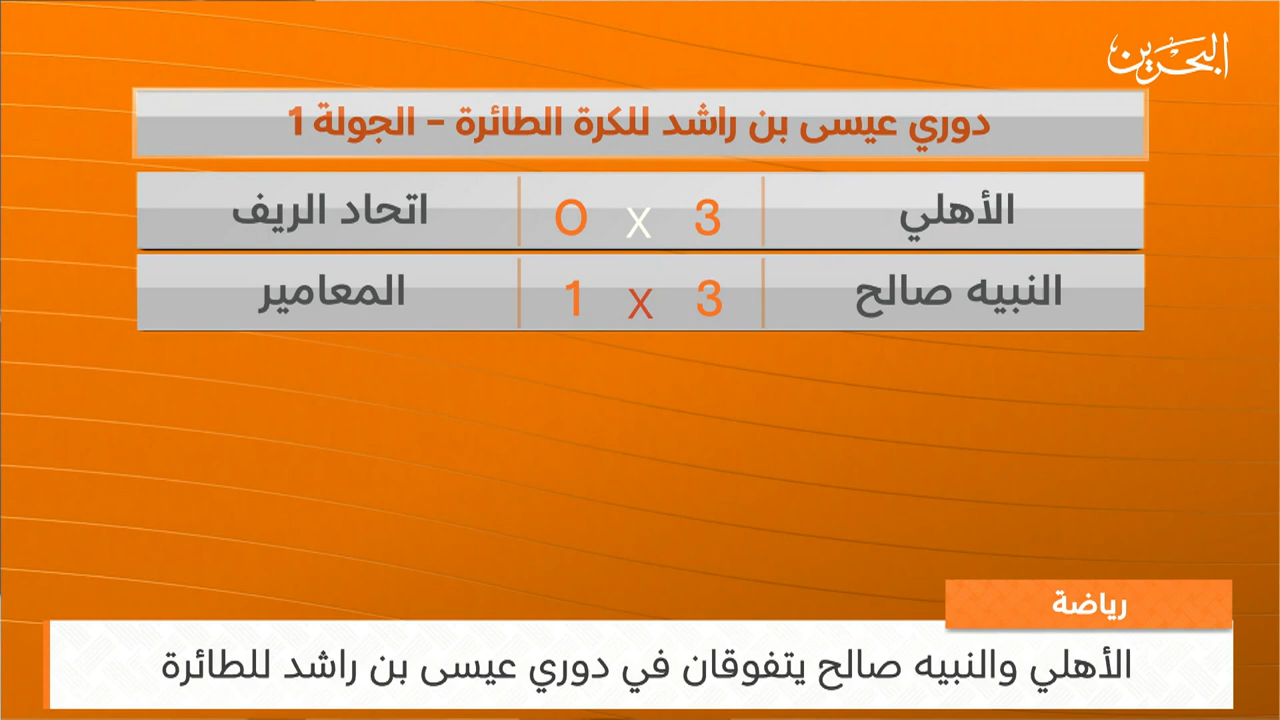 البحرين
دوري عيسى بن راشد للكرة الطائرة - الجولة 1
الأهلي 3 X 0 اتحاد الريف
النبيه صالح 3 X 1 المعامير
رياضة
الأهلي والنبيه صالح يتفوقان في دوري عيسى بن راشد للطائرة